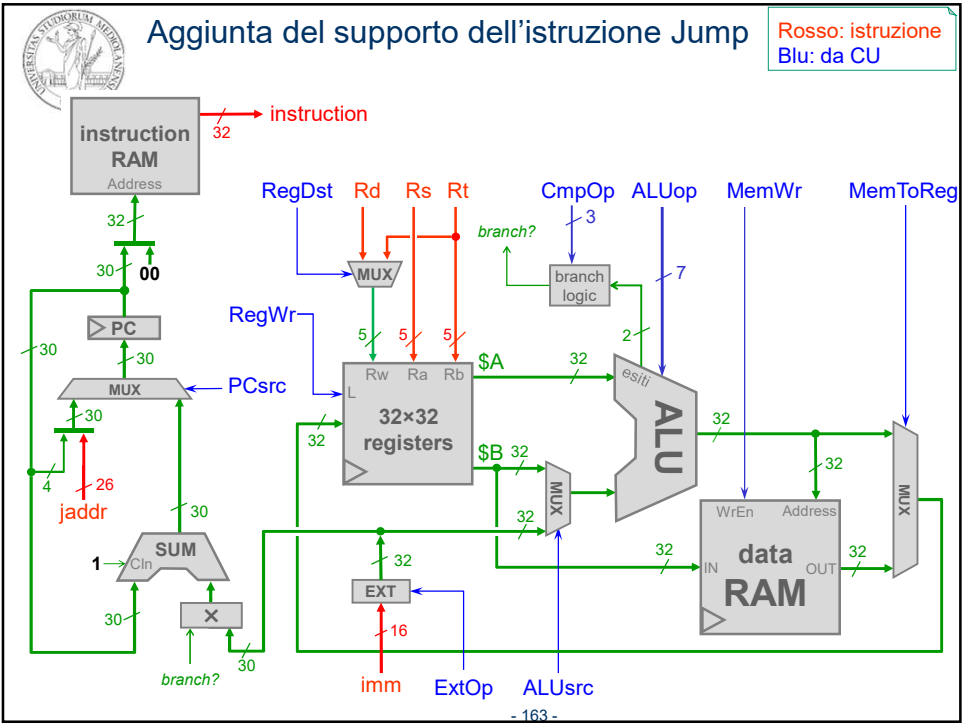 UNIVERSITAS STUDIORUM MEDIOLANENSIS
Aggiunta del supporto dell'istruzione Jump
Rosso: istruzione
Blu: da CU
instruction
RAM
Address
32
instruction
32
30
00
PC
30
30
MUX
PCsrc
30
4
26
jaddr
30
SUM
1
CIn
30
×
branch?
30
RegDst
Rd
Rs
Rt
MUX
RegWr
5
5
5
Rw
Ra
Rb
L
32×32
registers
32
$A
32
$B
32
MUX
32
32
EXT
16
imm
ExtOp
ALUsrc
CmpOp
ALUop
MemWr
MemToReg
3
branch?
branch
logic
7
2
esiti
ALU
32
32
WrEn
Address
data
RAM
IN
OUT
32
32
MUX
- 163 -